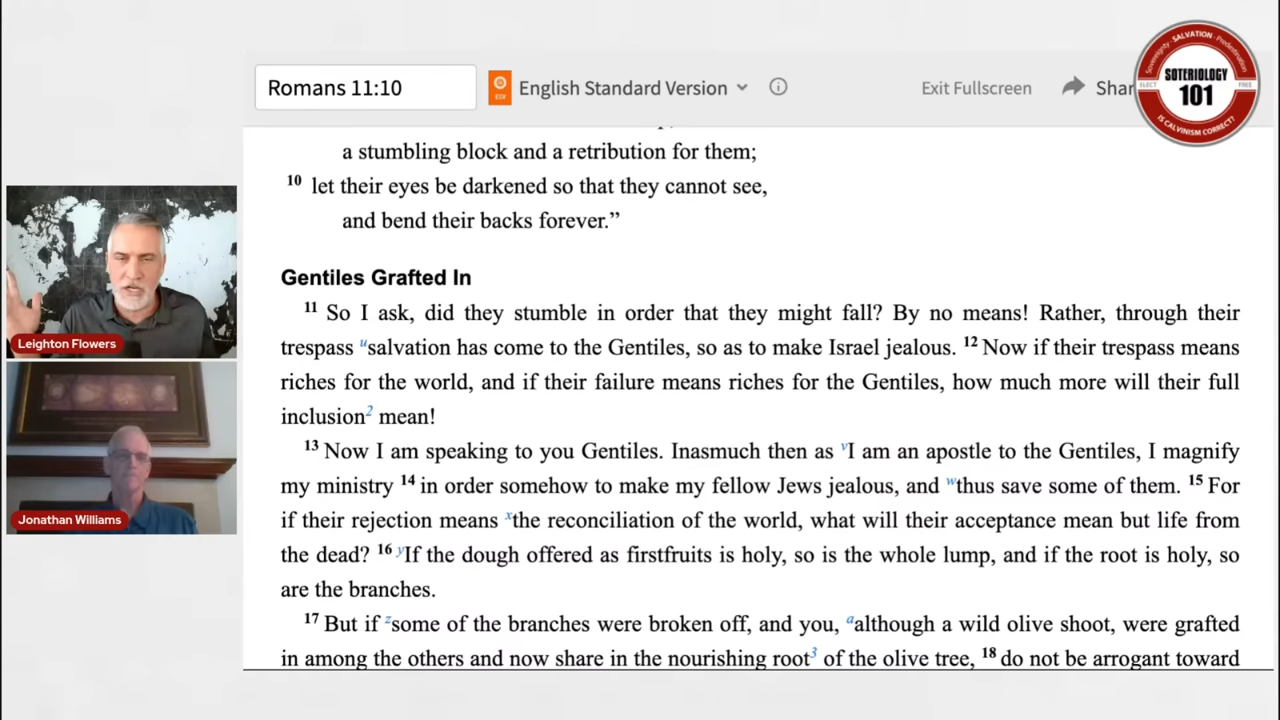 Romans 11:10
English Standard Version
Exit Fullscreen
Shar
Sovereignty · SALVATION · Predestination
ELECT
SOTERIOLOGY
101
FREE
IS CALVINISM CORRECT?
a stumbling block and a retribution for them;
10 let their eyes be darkened so that they cannot see,
and bend their backs forever.”
Gentiles Grafted In
11 So I ask, did they stumble in order that they might fall? By no means! Rather, through their
trespass u salvation has come to the Gentiles, so as to make Israel jealous. 12 Now if their trespass means
riches for the world, and if their failure means riches for the Gentiles, how much more will their full
inclusion2 mean!
13 Now I am speaking to you Gentiles. Inasmuch then as v I am an apostle to the Gentiles, I magnify
my ministry 14 in order somehow to make my fellow Jews jealous, and w thus save some of them. 15 For
if their rejection means x the reconciliation of the world, what will their acceptance mean but life from
the dead? 16 y If the dough offered as firstfruits is holy, so is the whole lump, and if the root is holy, so
are the branches.
17 But if z some of the branches were broken off, and you, a although a wild olive shoot, were grafted
in among the others and now share in the nourishing root3 of the olive tree, 18 do not be arrogant toward
Leighton Flowers
Jonathan Williams